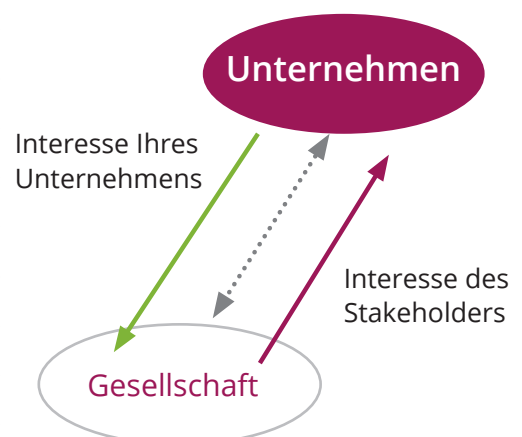 Unternehmen
Interesse Ihres
Unternehmens
Interesse des
Stakeholders
Gesellschaft